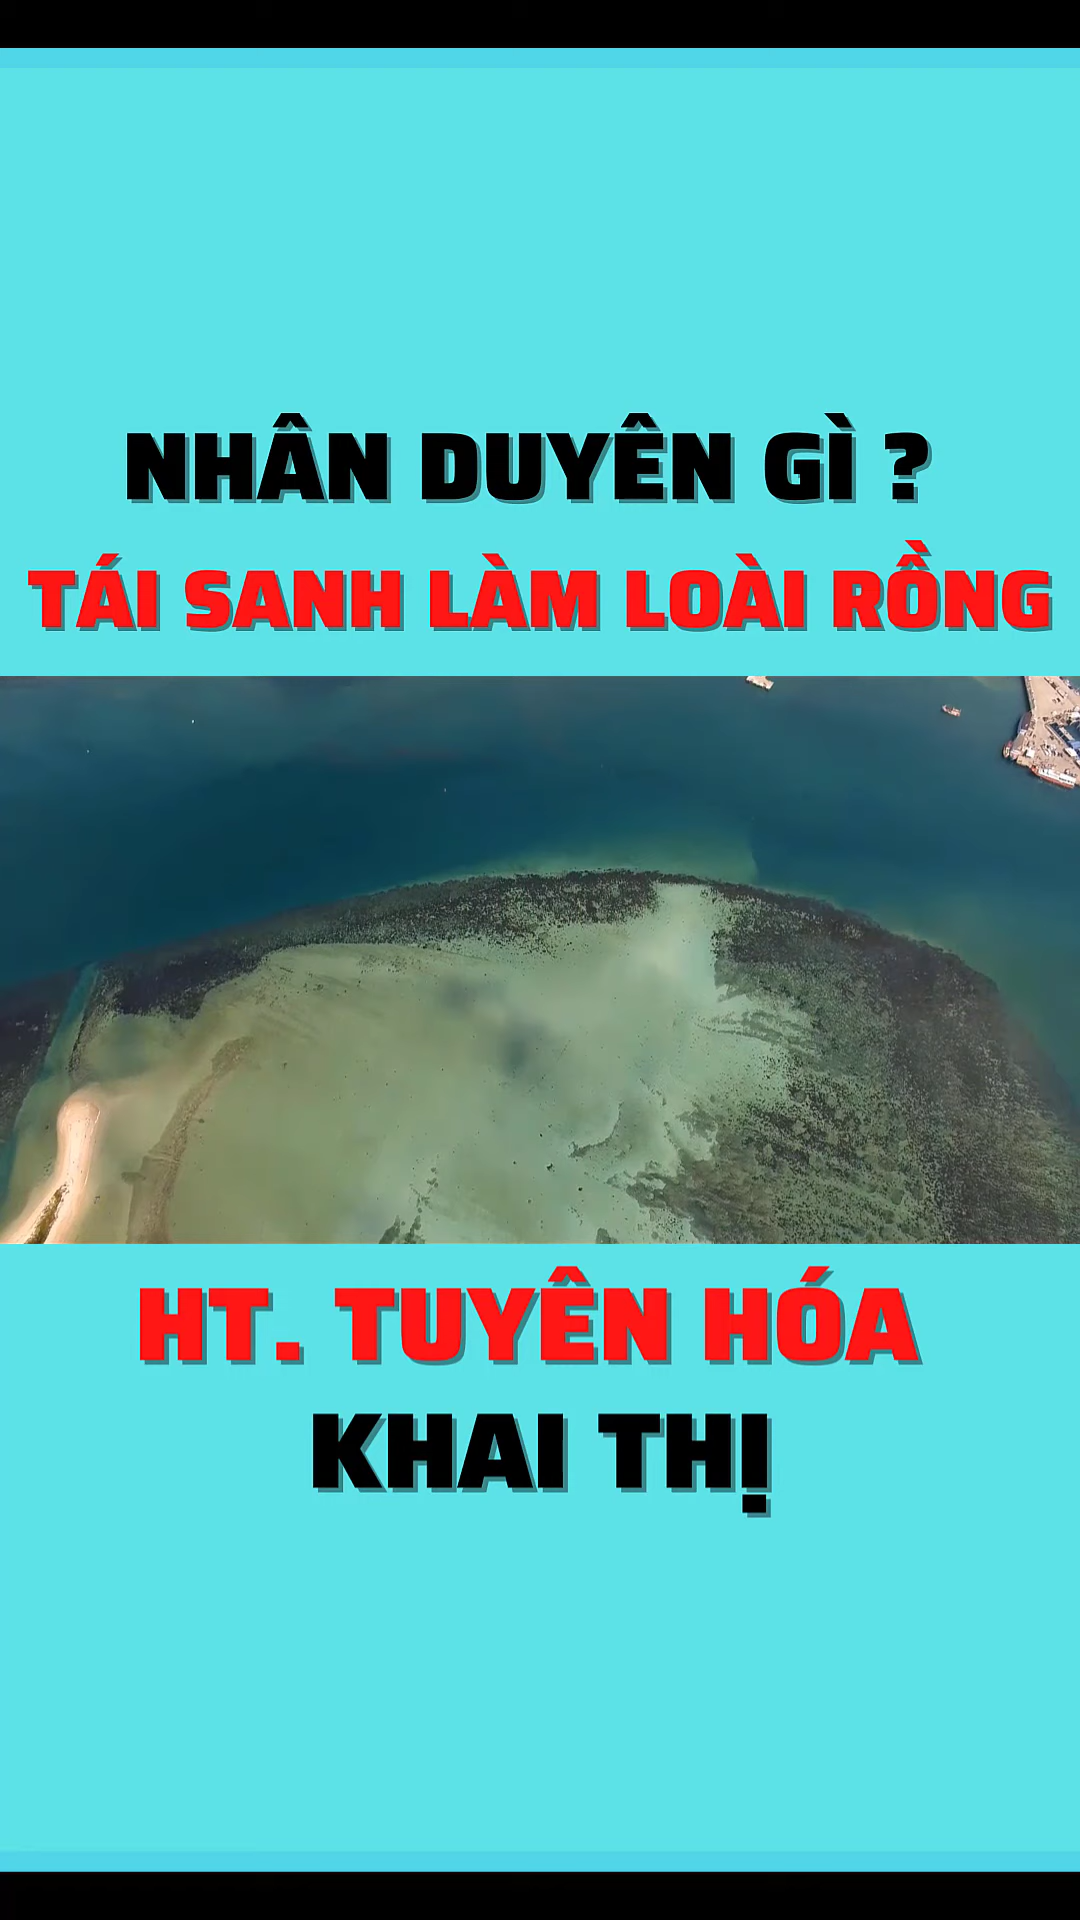 NHÂN DUYÊN GÌ ?
TÁI SANH LÀM LOÀI RỒNG
HT. TUYÊN HÓA
KHAI THỊ